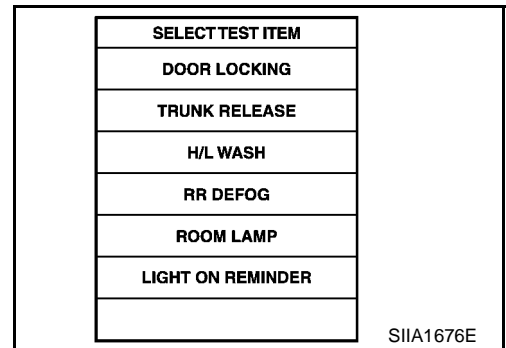 SELECT TEST ITEM
DOOR LOCKING
TRUNK RELEASE
H/L WASH
RR DEFOG
ROOM LAMP
LIGHT ON REMINDER
SIIA1676E